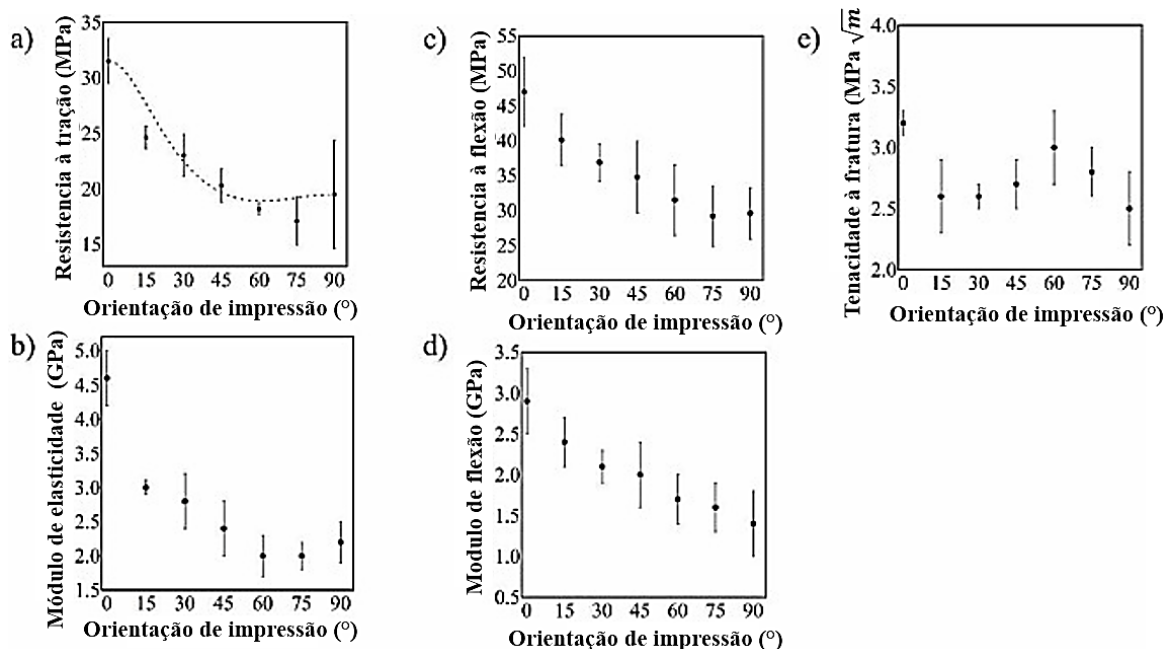 a)
Resistência à tração (MPa)
35
30
25
20
15
0 15 30 45 60 75 90
Orientação de impressão (°)
b)
Módulo de elasticidade (GPa)
5.0
4.5
4.0
3.5
3.0
2.5
2.0
1.5
0 15 30 45 60 75 90
Orientação de impressão (°)
c)
Resistencia à flexão (MPa)
55
50
45
40
35
30
25
20
0 15 30 45 60 75 90
Orientação de impressão (°)
d)
Modulo de flexão (GPa)
3.5
3.0
2.5
2.0
1.5
1.0
0.5
0 15 30 45 60 75 90
Orientação de impressão (°)
e)
Tenacidade à fratura (MPa √m
4.0
3.5
3.0
2.5
2.0
0 15 30 45 60 75 90
Orientação de impressão (°)